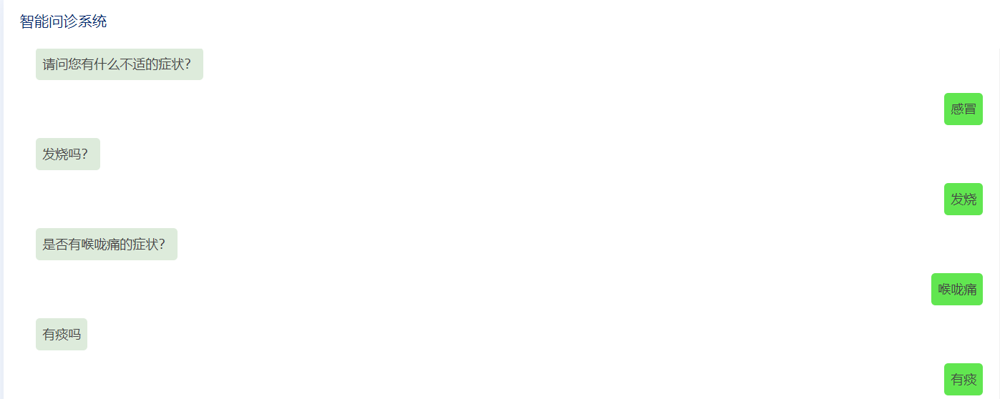 智能问诊系统
请问您有什么不适的症状？
感冒
发烧吗？
发烧
是否有喉咙痛的症状？
喉咙痛
有痰吗
有痰